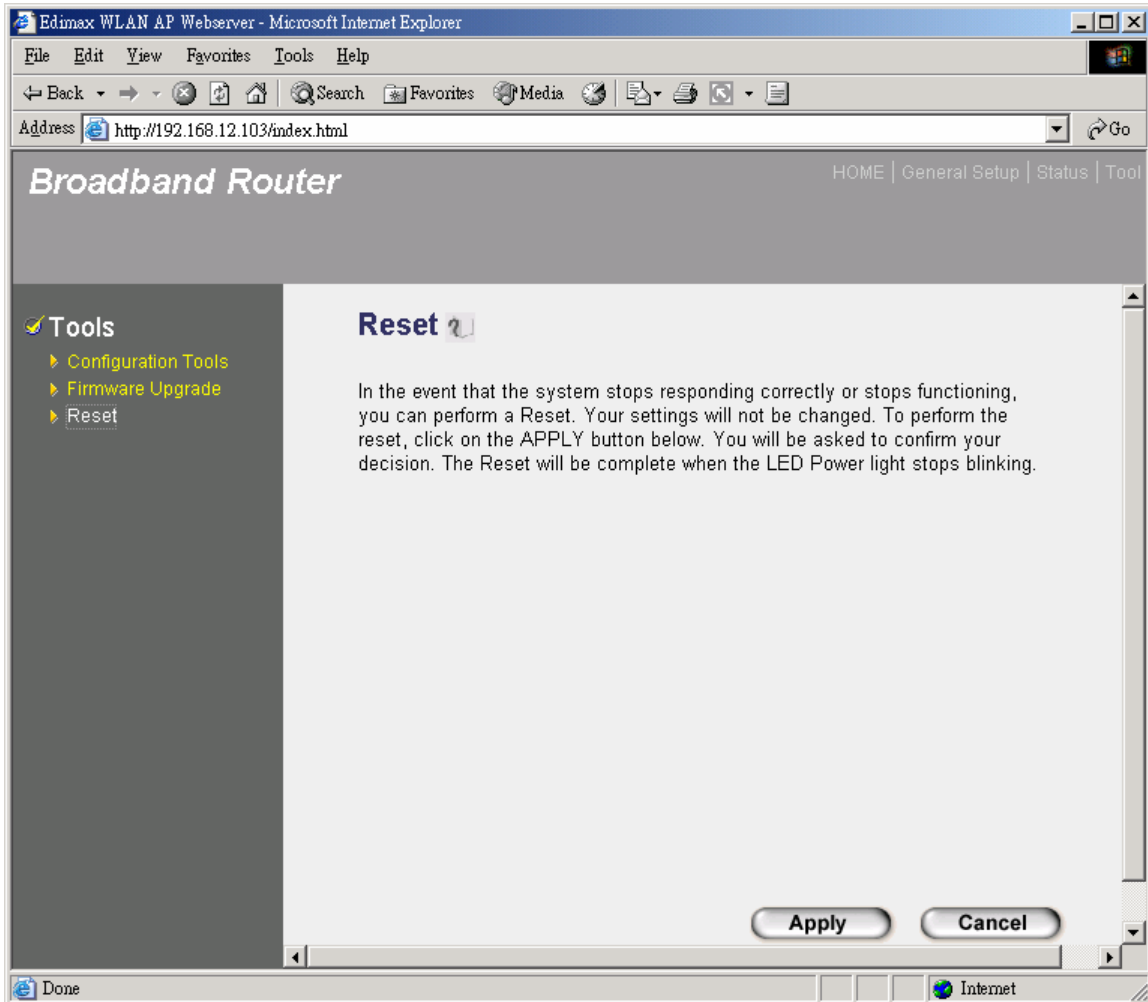 Edimax WLAN AP Webserver - Microsoft Internet Explorer
File Edit View Favorites Tools Help
Back Search Favorites Media
Address http://192.168.12.103/index.html Go
Broadband Router
HOME | General Setup | Status | Tool
Tools
Configuration Tools
Firmware Upgrade
Reset
Reset
In the event that the system stops responding correctly or stops functioning,
you can perform a Reset. Your settings will not be changed. To perform the
reset, click on the APPLY button below. You will be asked to confirm your
decision. The Reset will be complete when the LED Power light stops blinking.
Apply Cancel
Done Internet